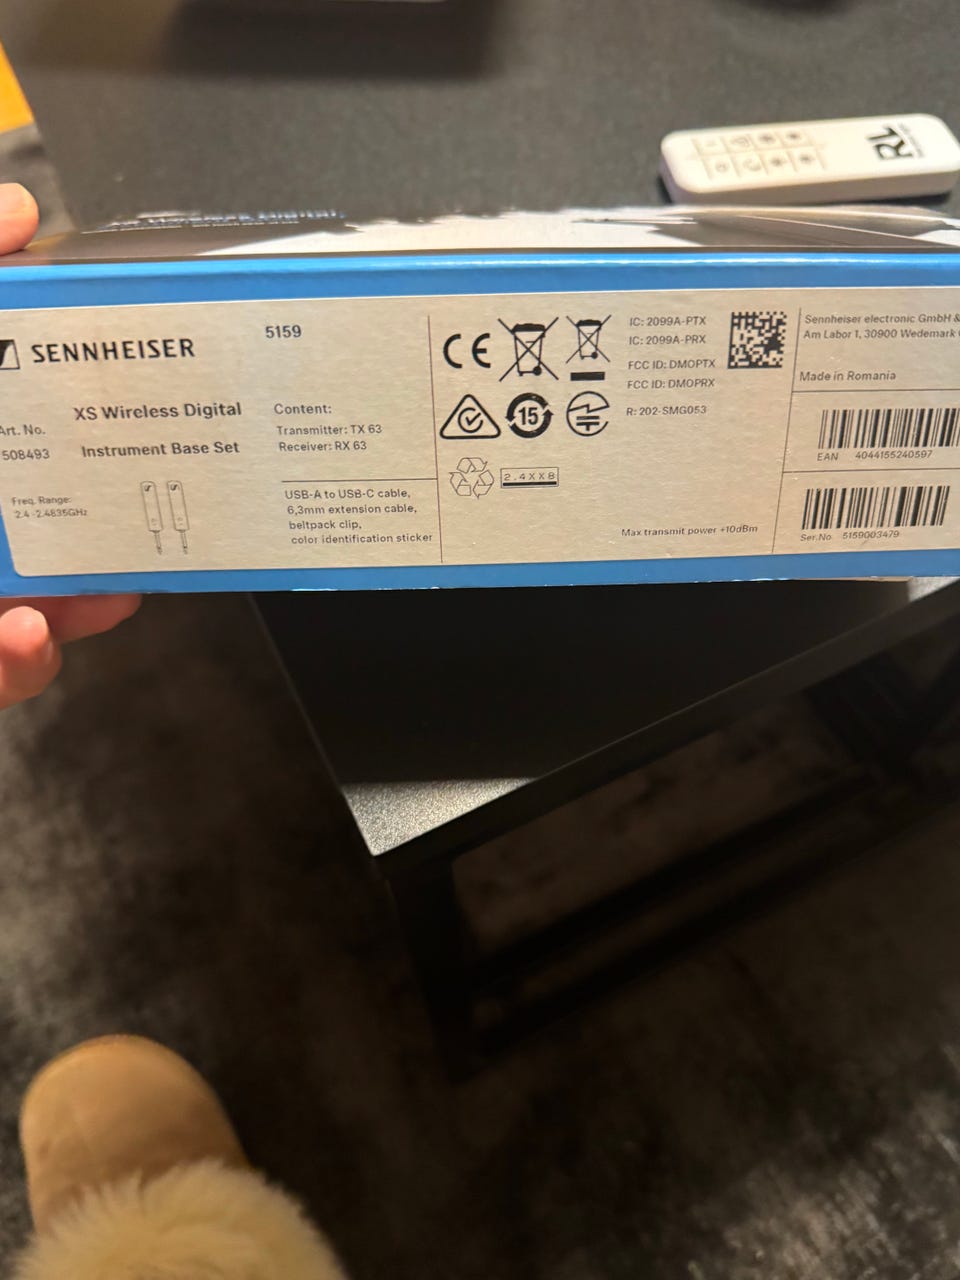 SENNHEISER
5159
XS Wireless Digital
Art. No.
508493
Instrument Base Set
Freq. Range:
2.4 -2.4835GHz
Content:
Transmitter: TX 63
Receiver: RX 63
USB-A to USB-C cable,
6,3mm extension cable,
beltpack clip,
color identification sticker
CE
15
2.4XX8
IC: 2099A-PTX
IC: 2099A-PRX
FCC ID: DMOPTX
FCC ID: DMOPRX
R: 202-SMG053
Max transmit power +10dBm
Sennheiser electronic GmbH &
Am Labor 1, 30900 Wedemark
Made in Romania
EAN 4044155240597
Ser.No 5159003479
RL